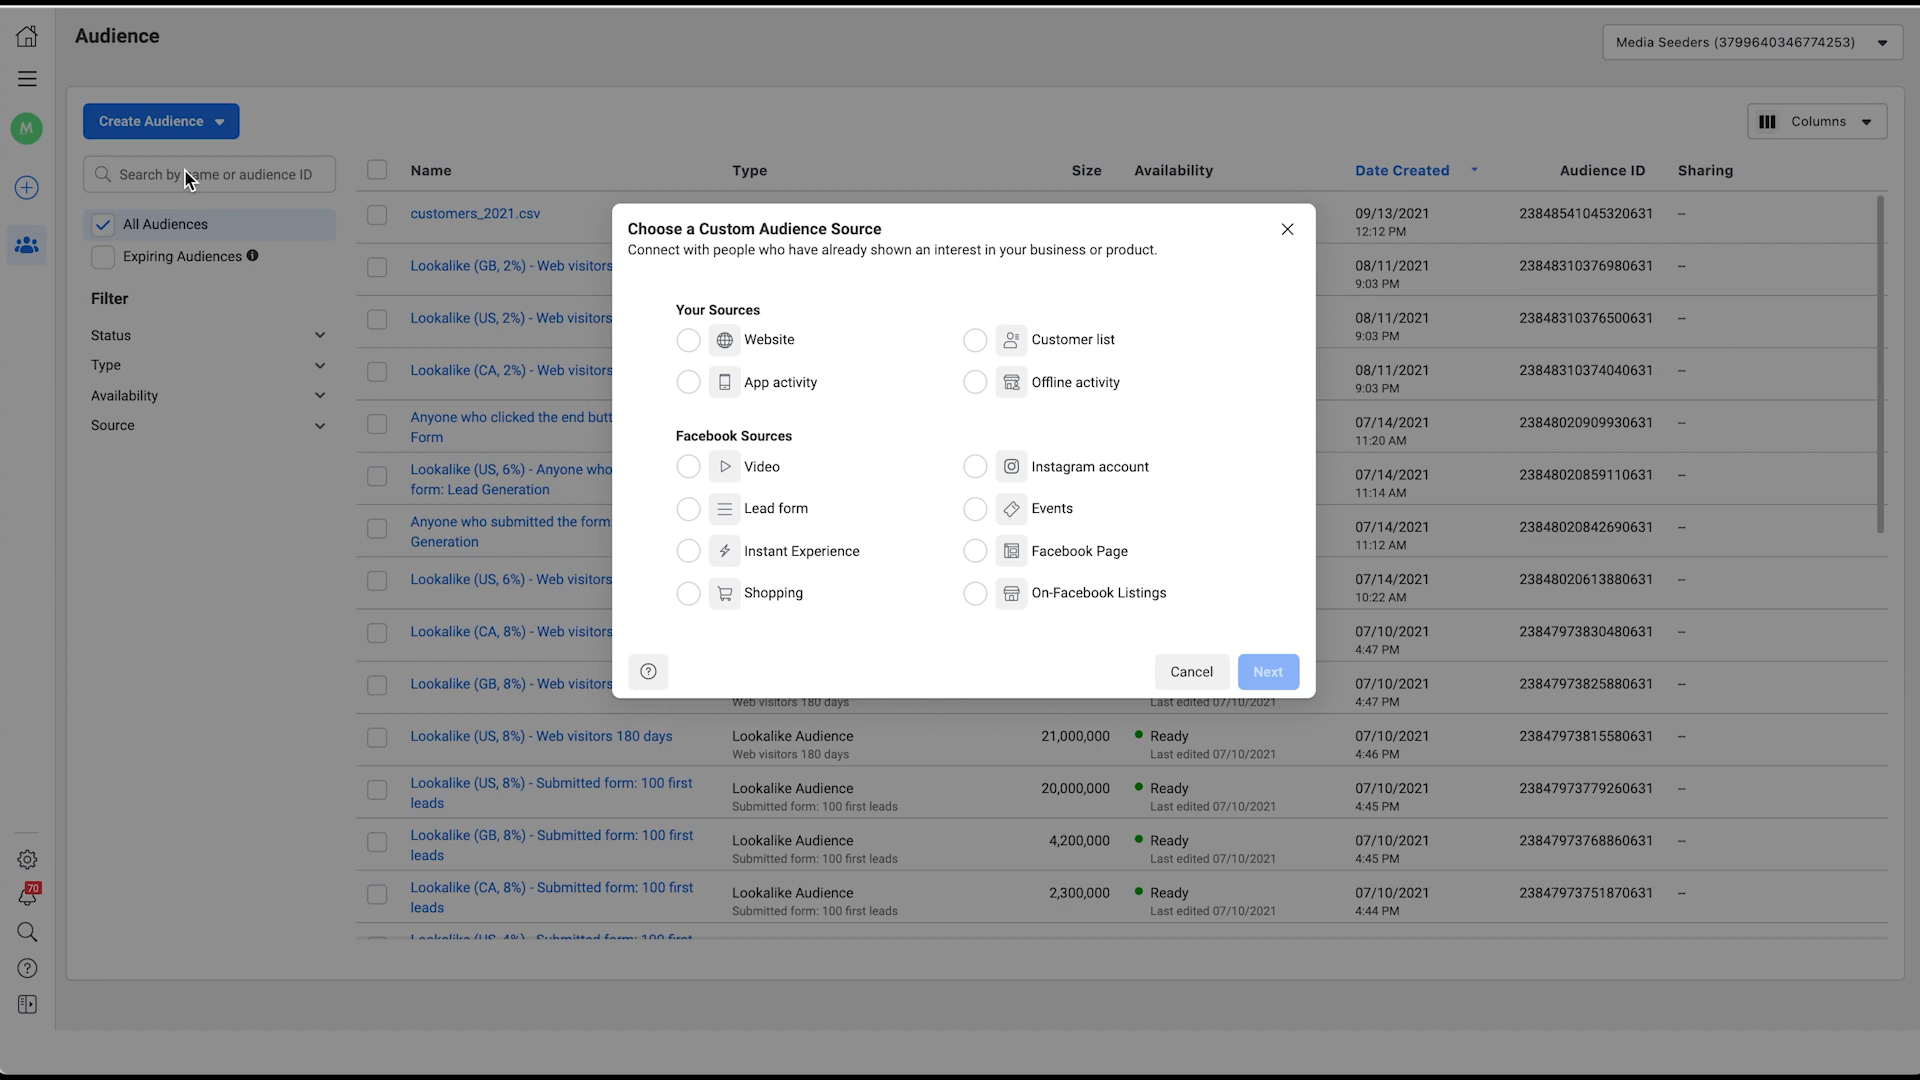 Audience
Media Seeders (3799640346774253)
M
Create Audience
Columns
Search by name or audience ID
Name Type Size Availability Date Created Audience ID Sharing
All Audiences
Expiring Audiences
Filter
Status
Type
Availability
Source
customers_2021.csv
09/13/2021 23848541045320631 --
12:12 PM
Lookalike (GB, 2%) - Web visitors
08/11/2021 23848310376980631 --
9:03 PM
Lookalike (US, 2%) - Web visitors
08/11/2021 23848310376500631 --
9:03 PM
Lookalike (CA, 2%) - Web visitors
08/11/2021 23848310374040631 --
9:03 PM
Anyone who clicked the end butt
Form
07/14/2021 23848020909930631 --
11:20 AM
Lookalike (US, 6%) - Anyone who
form: Lead Generation
07/14/2021 23848020859110631 --
11:14 AM
Anyone who submitted the form:
Generation
07/14/2021 23848020842690631 --
11:12 AM
Lookalike (US, 6%) - Web visitors
07/14/2021 23848020613880631 --
10:22 AM
Lookalike (CA, 8%) - Web visitors
07/10/2021 23847973830480631 --
4:47 PM
Lookalike (GB, 8%) - Web visitors
07/10/2021 23847973825880631 --
Web visitors 180 days Last edited 07/10/2021 4:47 PM
Lookalike (US, 8%) - Web visitors 180 days Lookalike Audience 21,000,000 Ready 07/10/2021 23847973815580631 --
Web visitors 180 days Last edited 07/10/2021 4:46 PM
Lookalike (US, 8%) - Submitted form: 100 first
leads
Lookalike Audience 20,000,000 Ready 07/10/2021 23847973779260631 --
Submitted form: 100 first leads Last edited 07/10/2021 4:45 PM
Lookalike (GB, 8%) - Submitted form: 100 first
leads
Lookalike Audience 4,200,000 Ready 07/10/2021 23847973768860631 --
Submitted form: 100 first leads Last edited 07/10/2021 4:45 PM
Lookalike (CA, 8%) - Submitted form: 100 first
leads
Lookalike Audience 2,300,000 Ready 07/10/2021 23847973751870631 --
Submitted form: 100 first leads Last edited 07/10/2021 4:44 PM
Lookalike (US, 4%) - Submitted form: 100 first
70
Choose a Custom Audience Source
Connect with people who have already shown an interest in your business or product.
Your Sources
Website Customer list
App activity Offline activity
Facebook Sources
Video Instagram account
Lead form Events
Instant Experience Facebook Page
Shopping On-Facebook Listings
Cancel Next